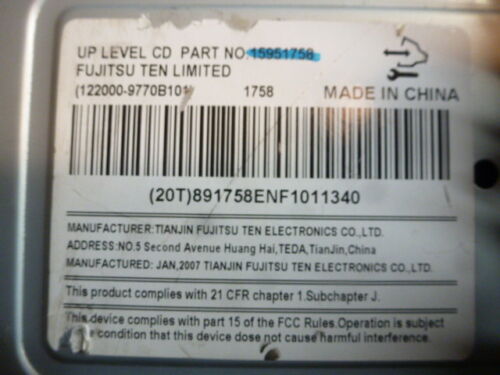 UP LEVEL CD PART NO.15951758
FUJITSU TEN LIMITED
(122000-9770B101) 1758
MADE IN CHINA
(20T)891758ENF1011340
MANUFACTURER:TIANJIN FUJITSU TEN ELECTRONICS CO.,LTD.
ADDRESS:NO.5 Second Avenue Huang Hai,TEDA,TianJin,China
MANUFACTURED: JAN,2007 TIANJIN FUJITSU TEN ELECTRONICS CO.,LTD.
This product complies with 21 CFR chapter 1.Subchapter J.
This device complies with part 15 of the FCC Rules.Operation is subject
the condition that this device dose not cause harmful interference.